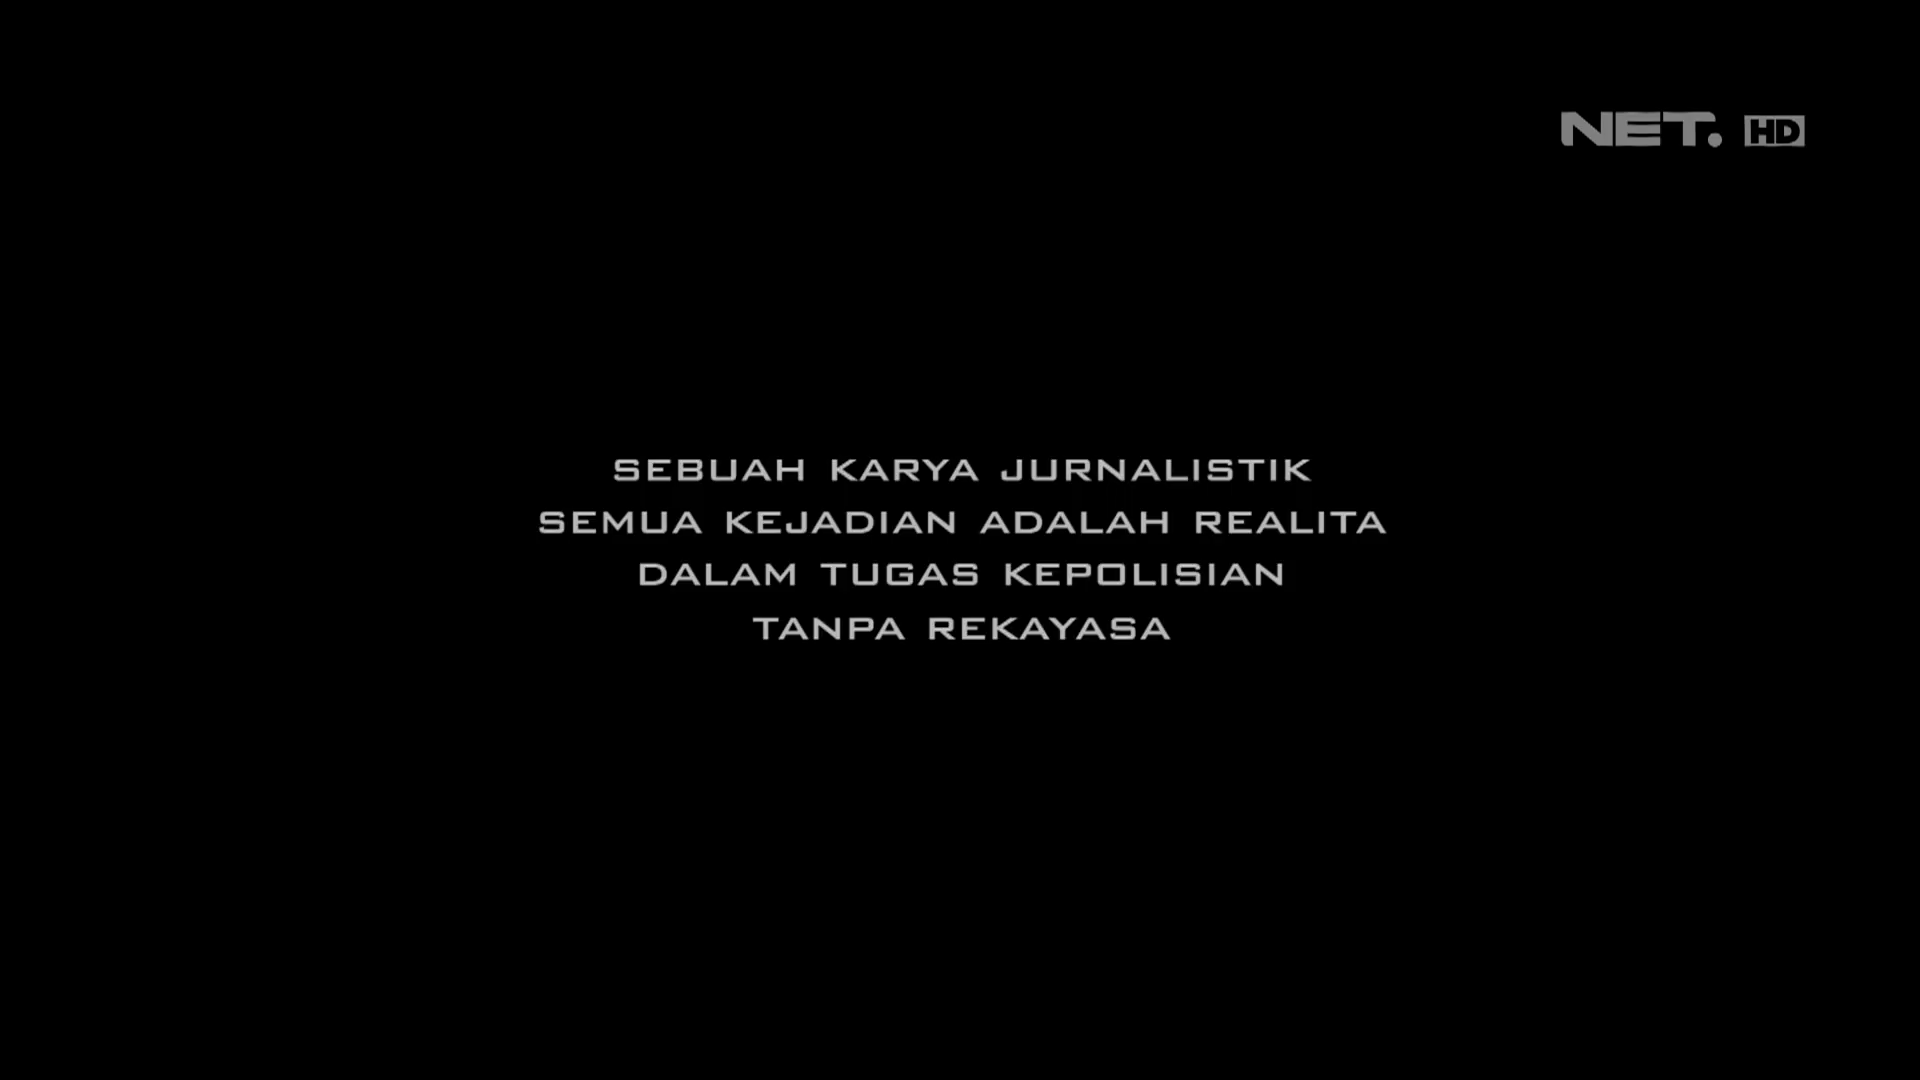 NET. HD
SEBUAH KARYA JURNALISTIK
SEMUA KEJADIAN ADALAH REALITA
DALAM TUGAS KEPOLISIAN
TANPA REKAYASA